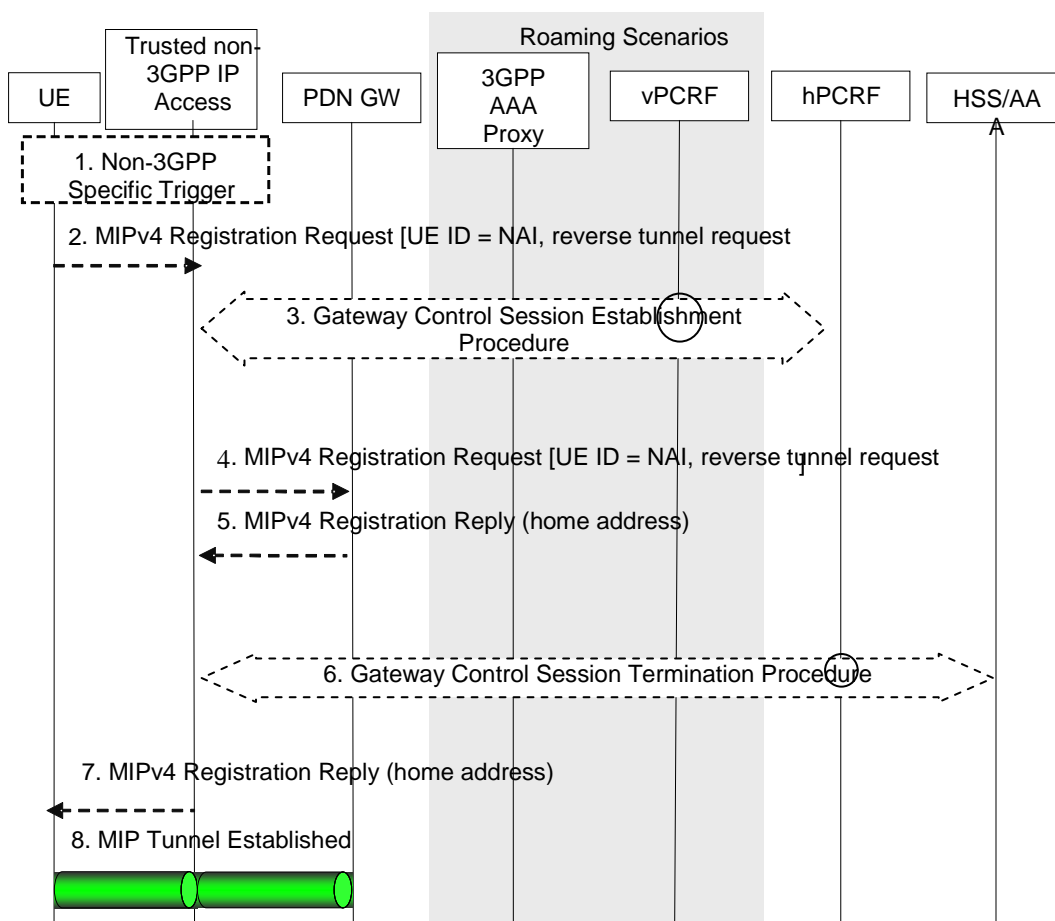 Roaming Scenarios
UE
Trusted non-
3GPP IP
Access
PDN GW
3GPP
AAA
Proxy
vPCRF
hPCRF
HSS/AA
A
1. Non-3GPP
Specific Trigger
2. MIPv4 Registration Request [UE ID = NAI, reverse tunnel request
3. Gateway Control Session Establishment
Procedure
4. MIPv4 Registration Request [UE ID = NAI, reverse tunnel request
]
5. MIPv4 Registration Reply (home address)
6. Gateway Control Session Termination Procedure
7. MIPv4 Registration Reply (home address)
8. MIP Tunnel Established